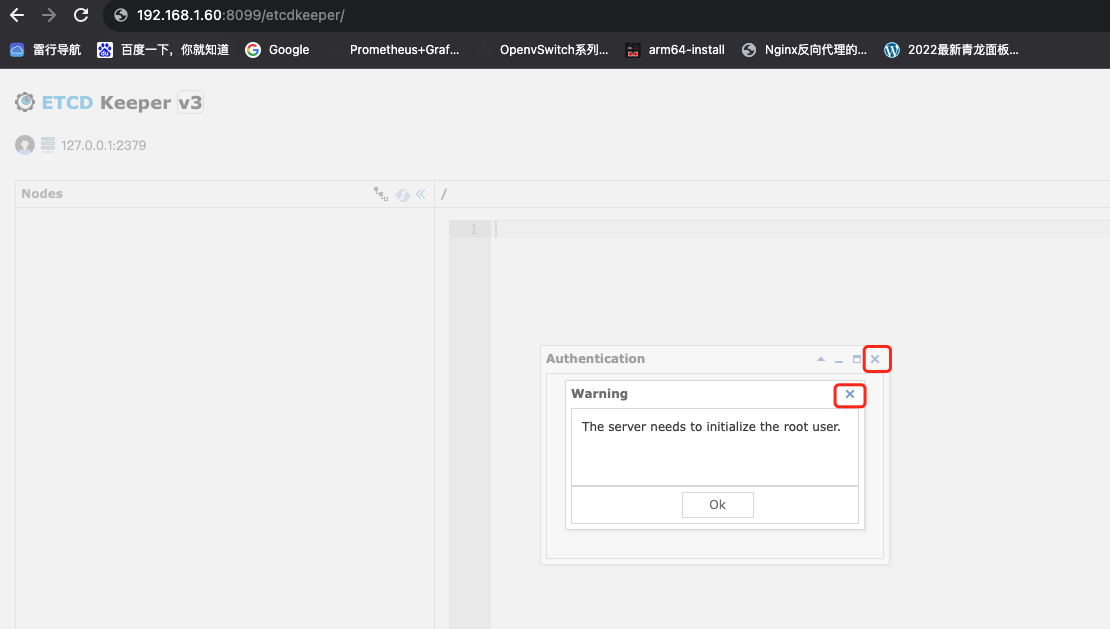 192.168.1.60:8099/etcdkeeper/
雷行导航 百度一下，你就知道 Google Prometheus+Graf... OpenvSwitch系列... arm64-install Nginx反向代理的... 2022最新青龙面板...
ETCD Keeper v3
127.0.0.1:2379
Nodes /
1
Authentication
Warning
The server needs to initialize the root user.
Ok